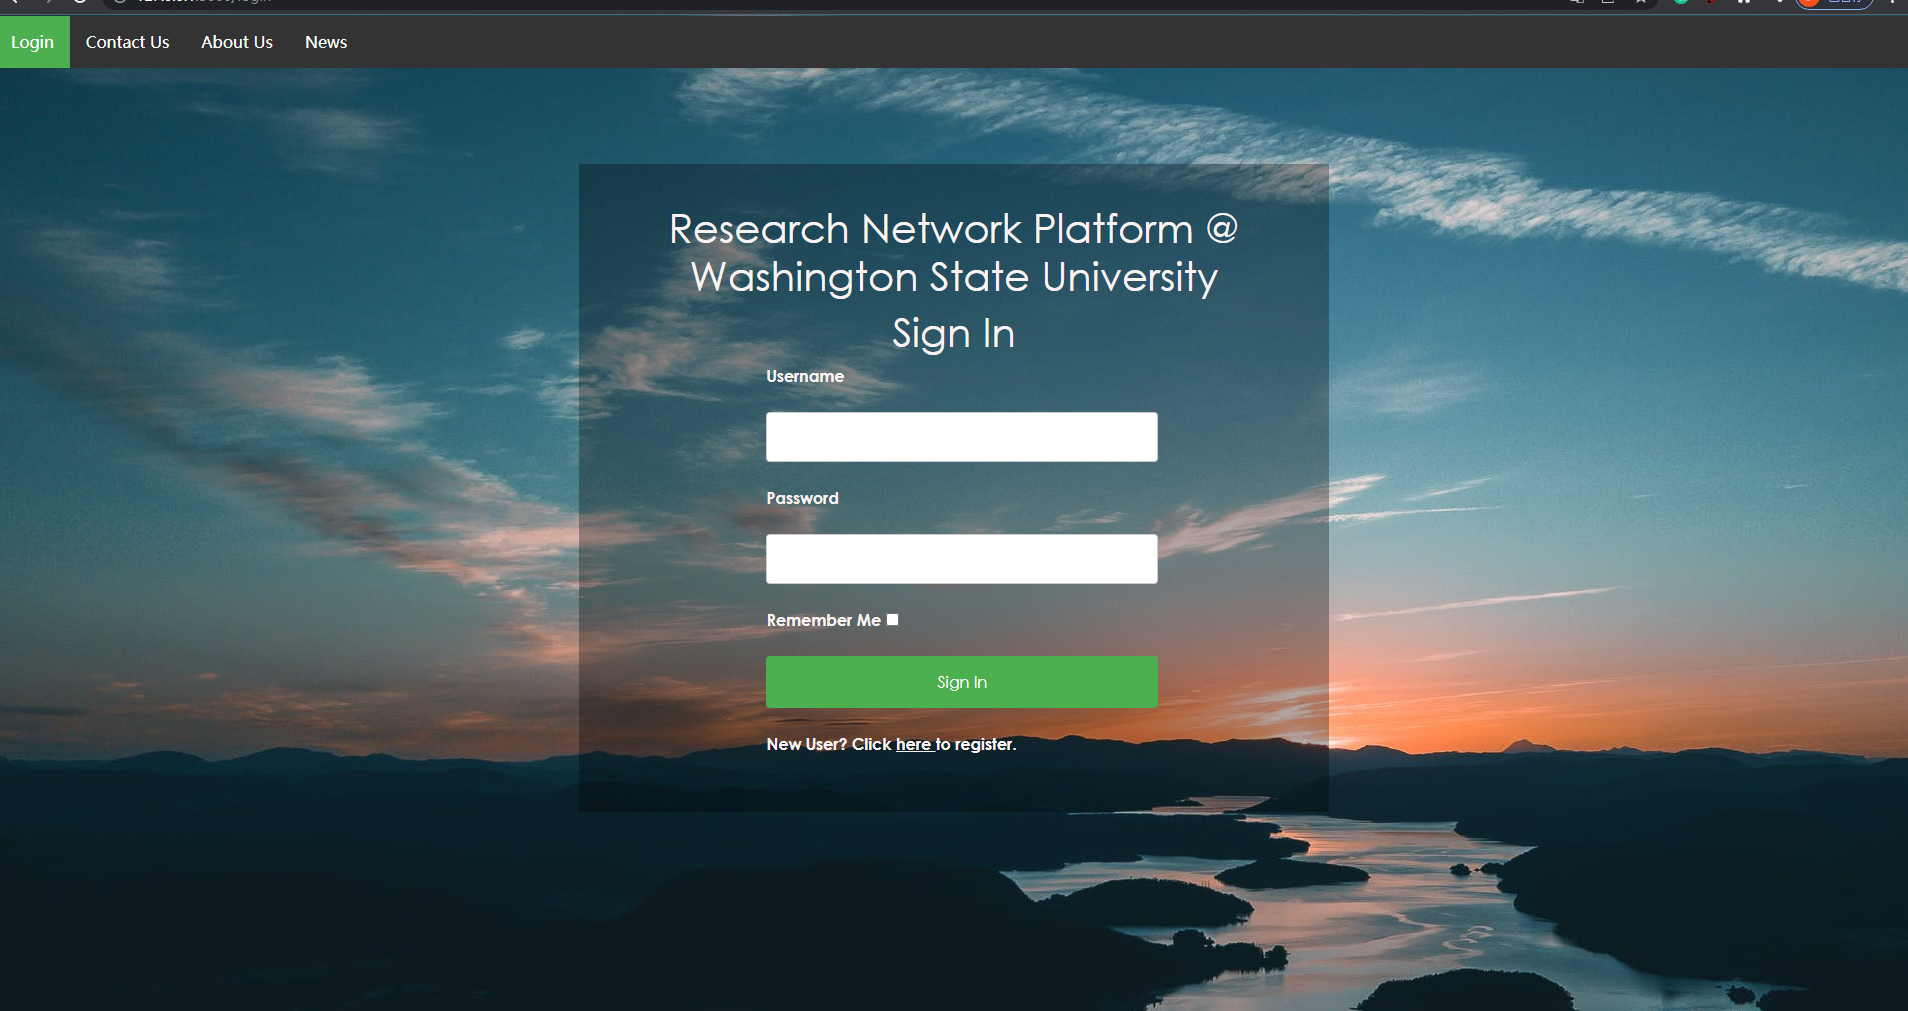 Login Contact Us About Us News
Research Network Platform @
Washington State University
Sign In
Username
Password
Remember Me
Sign In
New User? Click here to register.